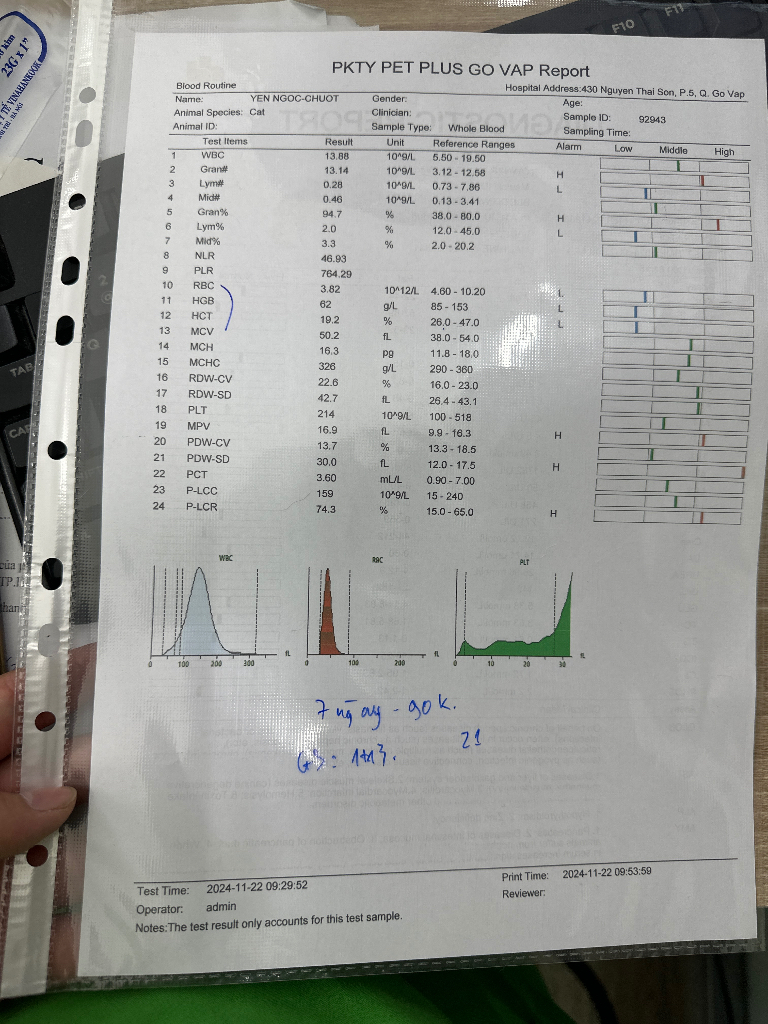 23G x 1"
F10
F11
TAB
PKTY PET PLUS GO VAP Report
Blood Routine
Hospital Address:430 Nguyen Thai Son, P.5, Q. Go Vap
Name: YEN NGOC-CHUOT Gender: Age:
Animal Species: Cat Clinician: Sample ID: 92943
Animal ID: Sample Type: Whole Blood Sampling Time:
Test Items Result Unit Reference Ranges Alarm Low Middle High
1 WBC 13.88 10^9/L 5.50 - 19.50
2 Gran# 13.14 10^9/L 3.12 - 12.58 H
3 Lym# 0.28 10^9/L 0.73 - 7.86 L
4 Mid# 0.46 10^9/L 0.13 - 3.41
5 Gran% 94.7 % 38.0 - 80.0 H
6 Lym% 2.0 % 12.0 - 45.0 L
7 Mid% 3.3 % 2.0 - 20.2
8 NLR 46.93
9 PLR 764.29
10 RBC 3.82 10^12/L 4.60 - 10.20 L
11 HGB 62 g/L 85 - 153 L
12 HCT 19.2 % 26.0 - 47.0 L
13 MCV 50.2 fL 38.0 - 54.0
14 MCH 16.3 pg 11.8 - 18.0
15 MCHC 326 g/L 290 - 360
16 RDW-CV 22.6 % 16.0 - 23.0
17 RDW-SD 42.7 fL 26.4 - 43.1
18 PLT 214 10^9/L 100 - 518
19 MPV 16.9 fL 9.9 - 16.3 H
20 PDW-CV 13.7 % 13.3 - 18.5
21 PDW-SD 30.0 fL 12.0 - 17.5 H
22 PCT 3.60 mL/L 0.90 - 7.00
23 P-LCC 159 10^9/L 15 - 240
24 P-LCR 74.3 % 15.0 - 65.0 H
WBC RBC PLT
0 100 200 300 fL 0 100 200 fL 0 10 20 30 fL
7 ngay - 90k.
21
Test Time: 2024-11-22 09:29:52 Print Time: 2024-11-22 09:53:59
Operator: admin Reviewer:
Notes:The test result only accounts for this test sample.